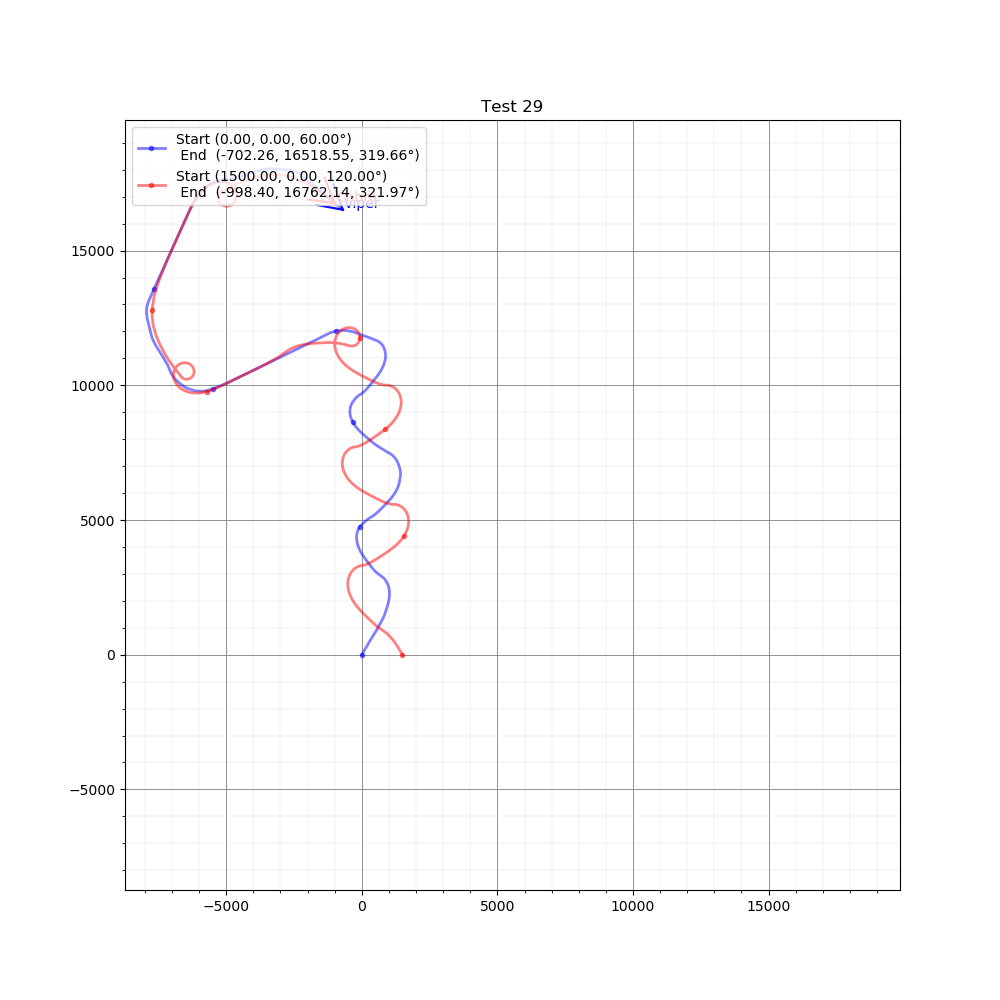 Test 29
Start (0.00, 0.00, 60.00°)
End (-702.26, 16518.55, 319.66°)
Start (1500.00, 0.00, 120.00°)
End (-998.40, 16762.14, 321.97°)
Viper
15000
10000
5000
0
−5000
−5000 0 5000 10000 15000